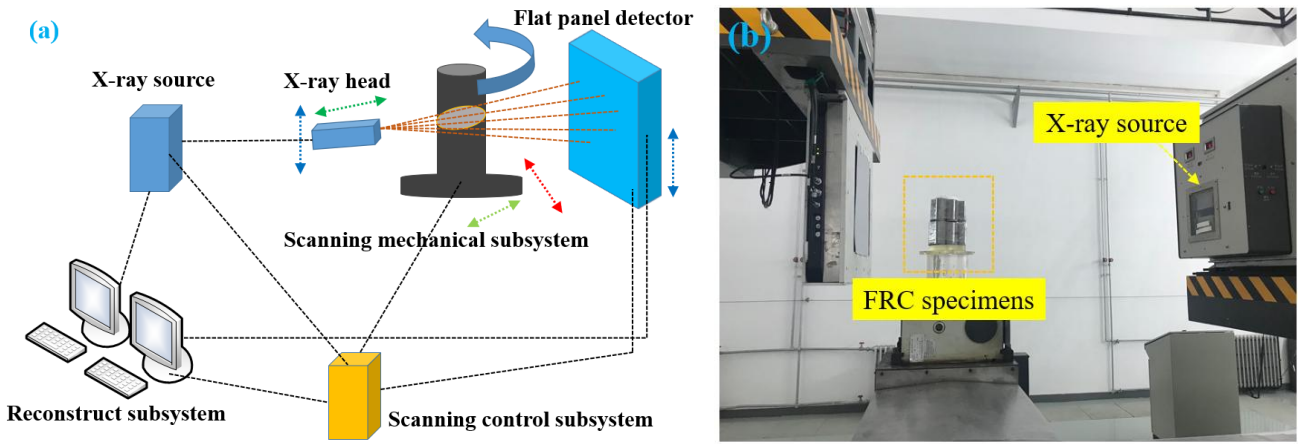 (a)
Flat panel detector
X-ray source
X-ray head
Scanning mechanical subsystem
Reconstruct subsystem
Scanning control subsystem
(b)
X-ray source
FRC specimens